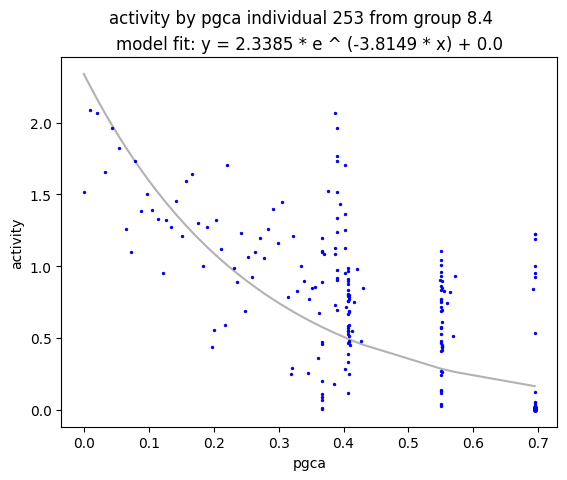 activity by pgca individual 253 from group 8.4
model fit: y = 2.3385 * e ^ (-3.8149 * x) + 0.0
activity
2.0
1.5
1.0
0.5
0.0
0.0 0.1 0.2 0.3 0.4 0.5 0.6 0.7
pgca